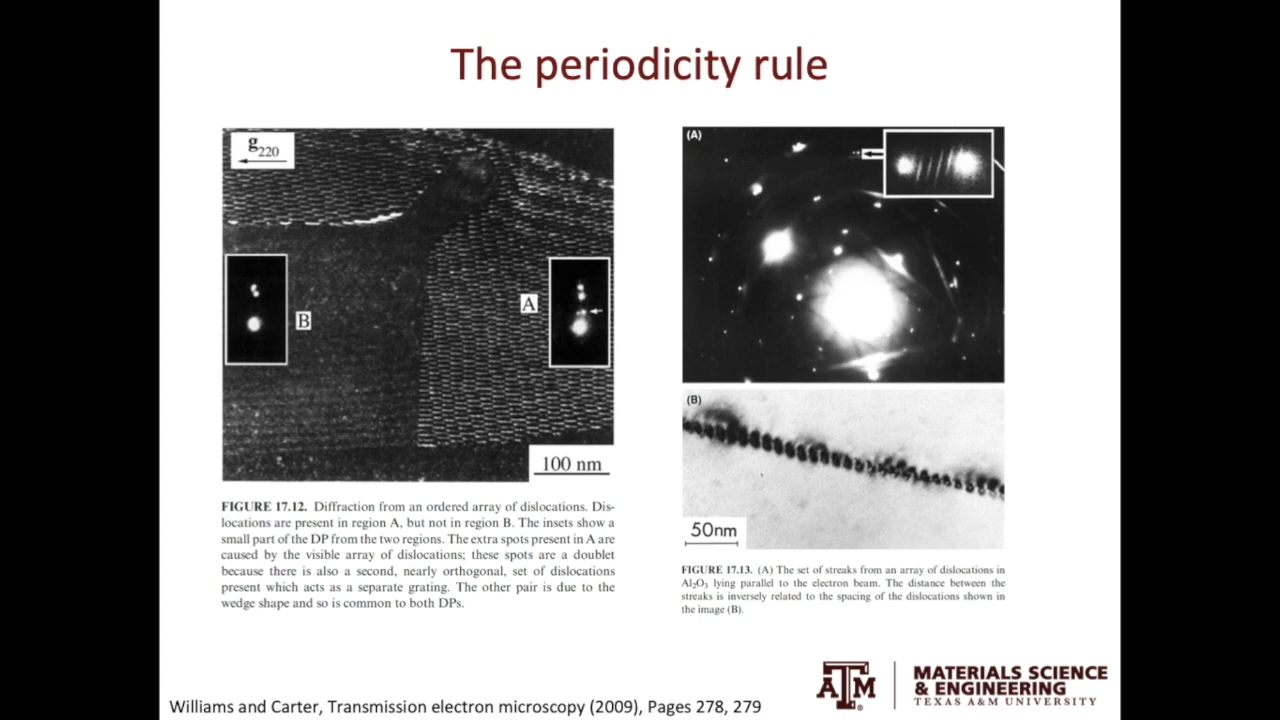 The periodicity rule
g220
B
A
100 nm
FIGURE 17.12. Diffraction from an ordered array of dislocations. Dis-
locations are present in region A, but not in region B. The insets show a
small part of the DP from the two regions. The extra spots present in A are
caused by the visible array of dislocations; these spots are a doublet
because there is also a second, nearly orthogonal, set of dislocations
present which acts as a separate grating. The other pair is due to the
wedge shape and so is common to both DPs.
(A)
(B)
50nm
FIGURE 17.13. (A) The set of streaks from an array of dislocations in
Al2O3 lying parallel to the electron beam. The distance between the
streaks is inversely related to the spacing of the dislocations shown in
the image (B).
Williams and Carter, Transmission electron microscopy (2009), Pages 278, 279
ATM
MATERIALS SCIENCE
& ENGINEERING
TEXAS A&M UNIVERSITY